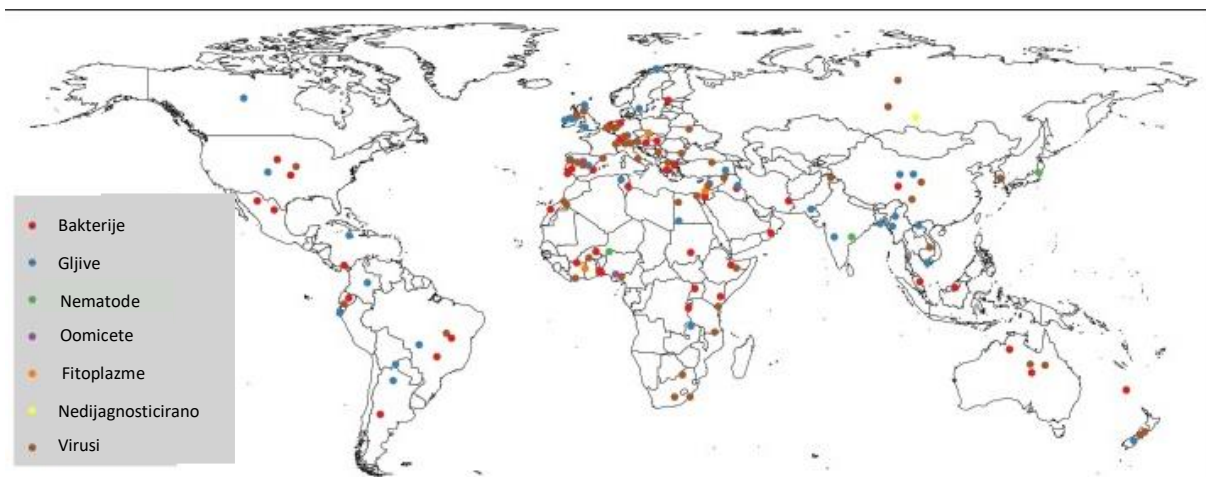 Bakterije
Gljive
Nematode
Oomicete
Fitoplazme
Nedijagnosticirano
Virusi